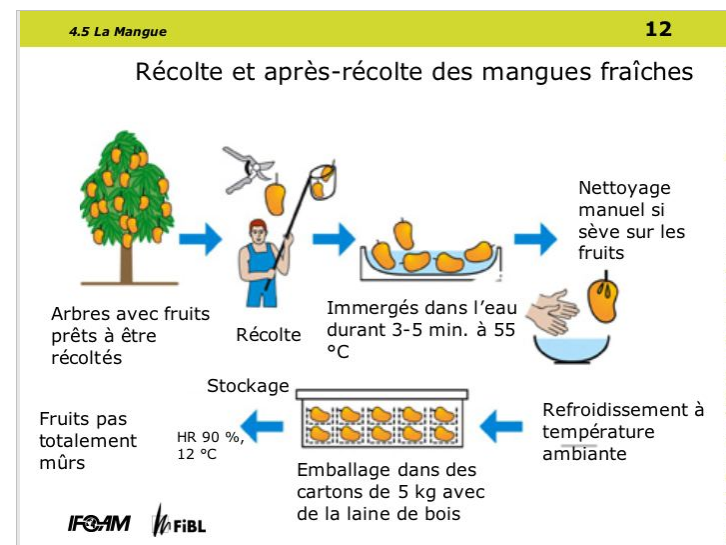 4.5 La Mangue
12
Récolte et après-récolte des mangues fraîches
Arbres avec fruits
prêts à être
récoltés
Récolte
Immergés dans l'eau
durant 3-5 min. à 55
°C
Nettoyage
manuel si
sève sur les
fruits
Refroidissement à
température
ambiante
Emballage dans des
cartons de 5 kg avec
de la laine de bois
Stockage
HR 90 %,
12 °C
Fruits pas
totalement
mûrs
IFOAM
FiBL